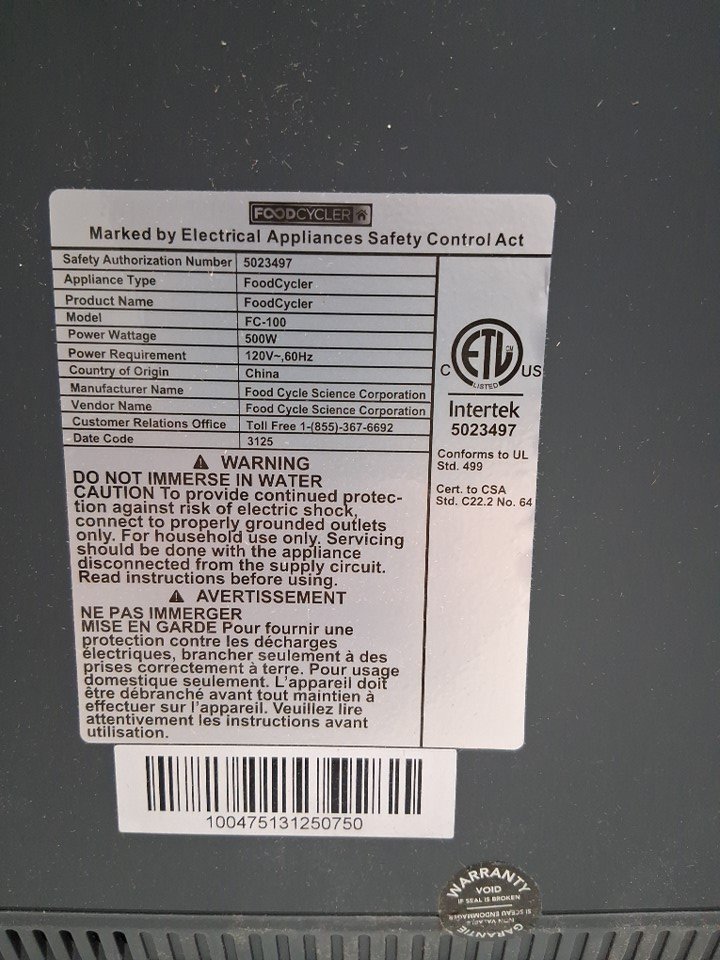 FOODCYCLER
Marked by Electrical Appliances Safety Control Act
Safety Authorization Number 5023497
Appliance Type FoodCycler
Product Name FoodCycler
Model FC-100
Power Wattage 500W
Power Requirement 120V~,60Hz
Country of Origin China
Manufacturer Name Food Cycle Science Corporation
Vendor Name Food Cycle Science Corporation
Customer Relations Office Toll Free 1-(855)-367-6692
Date Code 3125
ETL CM
LISTED
C US
Intertek
5023497
Conforms to UL
Std. 499
Cert. to CSA
Std. C22.2 No. 64
⚠ WARNING
DO NOT IMMERSE IN WATER
CAUTION To provide continued protec-
tion against risk of electric shock,
connect to properly grounded outlets
only. For household use only. Servicing
should be done with the appliance
disconnected from the supply circuit.
Read instructions before using.
⚠ AVERTISSEMENT
NE PAS IMMERGER
MISE EN GARDE Pour fournir une
protection contre les décharges
électriques, brancher seulement à des
prises correctement à terre. Pour usage
domestique seulement. L'appareil doit
être débranché avant tout maintien à
effectuer sur l'appareil. Veuillez lire
attentivement les instructions avant
utilisation.
100475131250750
WARRANTY
VOID
IF SEAL IS BROKEN
SI SCEAU ENDOMMAGER
NON VALABLE
GARANTIE